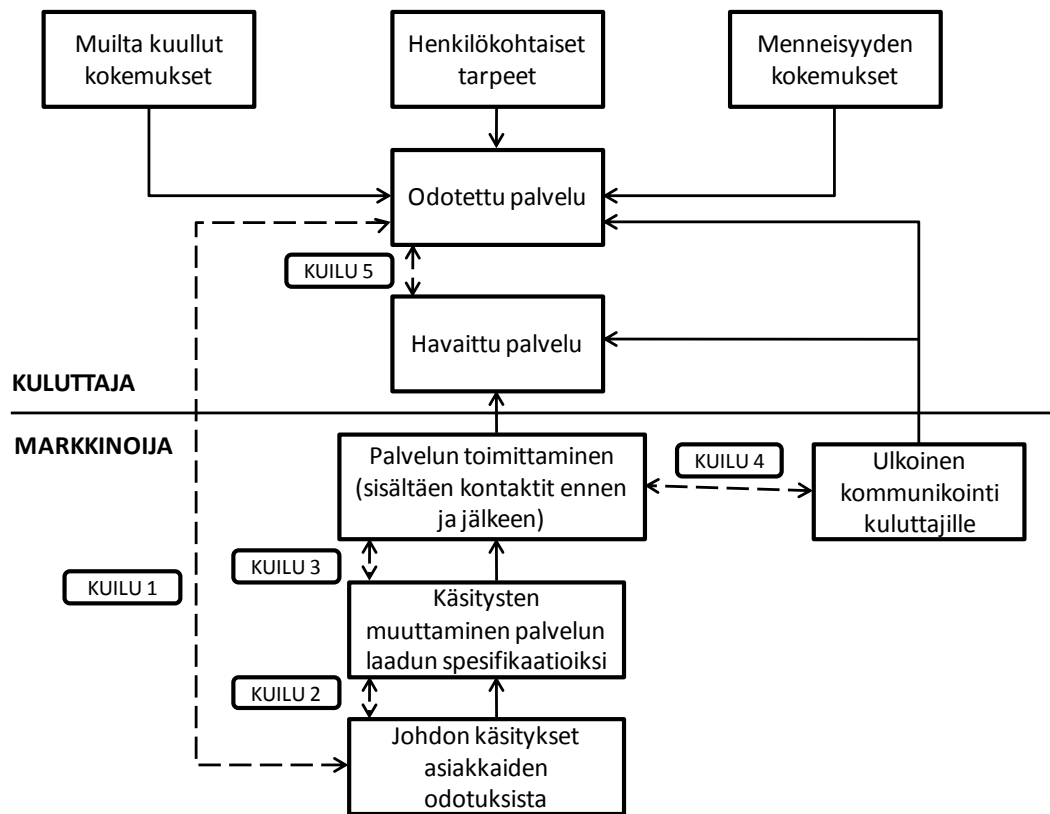 Muilta kuullut
kokemukset
Henkilökohtaiset
tarpeet
Menneisyyden
kokemukset
Odotettu palvelu
KUILU 5
Havaittu palvelu
KULUTTAJA
MARKKINOIJA
Palvelun toimittaminen
(sisältäen kontaktit ennen
ja jälkeen)
KUILU 4
Ulkoinen
kommunikointi
kuluttajille
KUILU 3
KUILU 1
Käsitysten
muuttaminen palvelun
laadun spesifikaatioiksi
KUILU 2
Johdon käsitykset
asiakkaiden
odotuksista